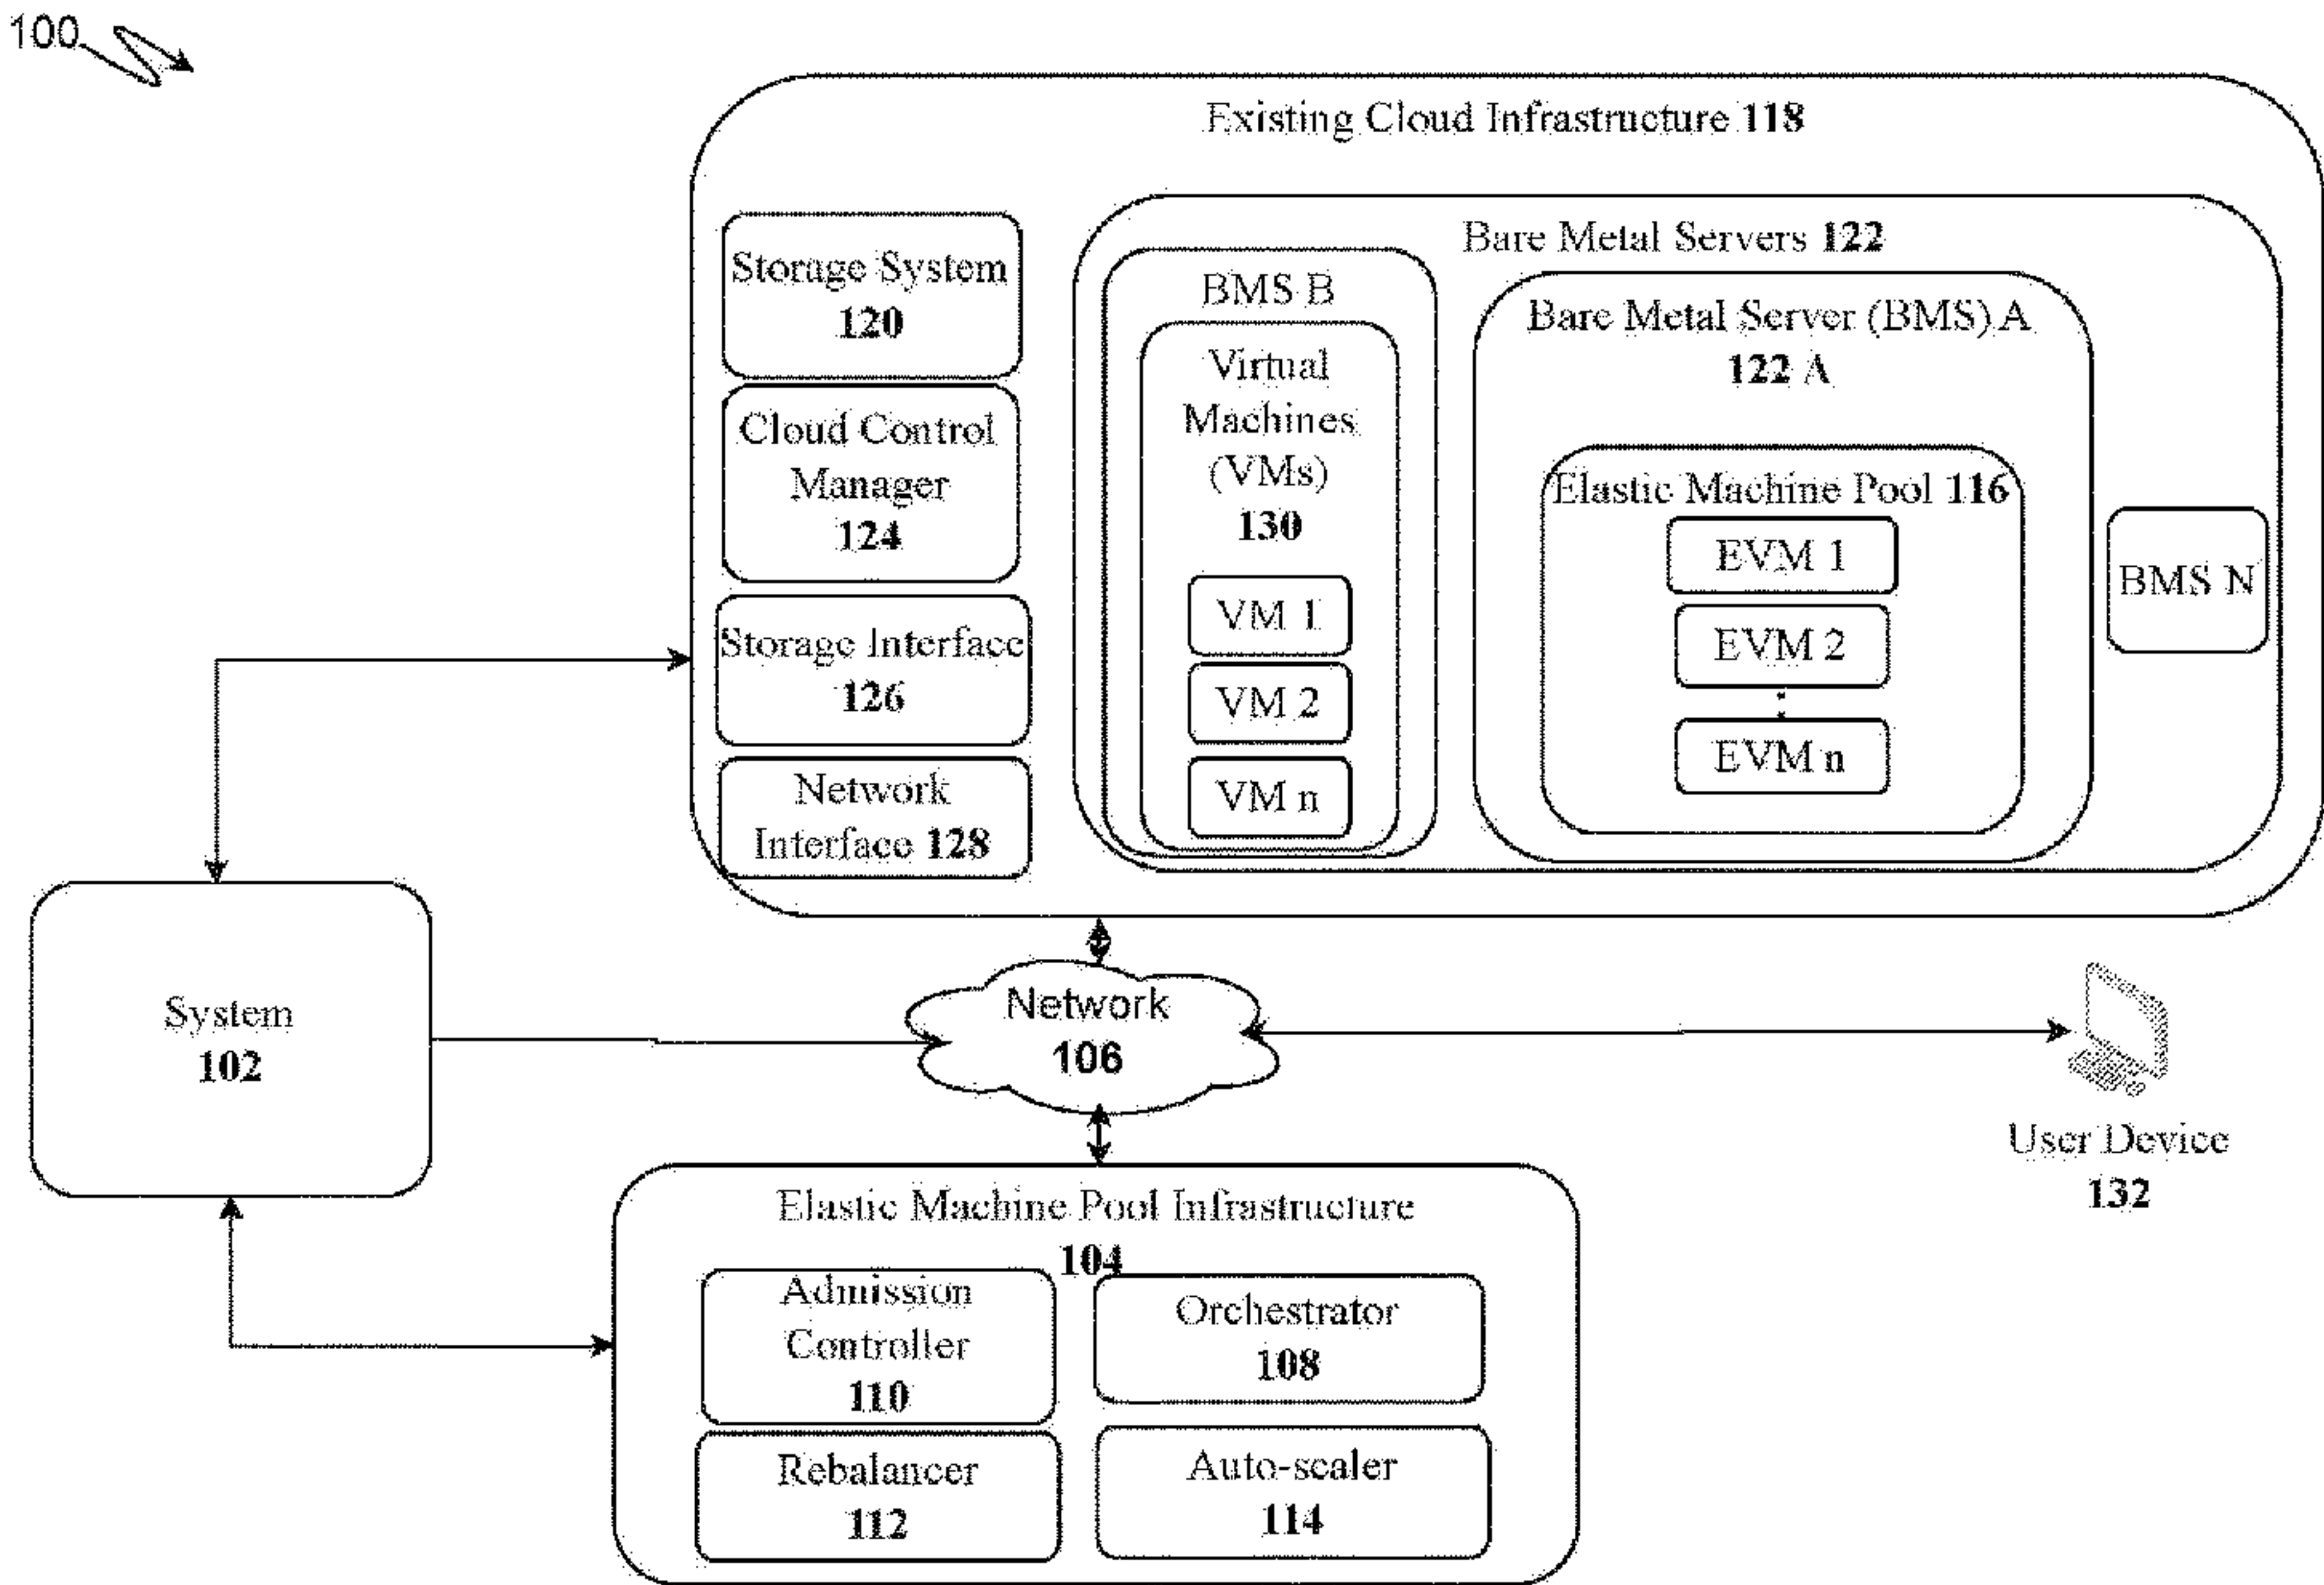 100
Existing Cloud Infrastructure 118
Storage System
120
Cloud Control
Manager
124
Storage Interface
126
Network
Interface 128
Bare Metal Servers 122
BMS B
Virtual
Machines
(VMs)
130
VM 1
VM 2
VM n
Bare Metal Server (BMS) A
122 A
Elastic Machine Pool 116
EVM 1
EVM 2
EVM n
BMS N
System
102
Network
106
User Device
132
Elastic Machine Pool Infrastructure
104
Admission
Controller
110
Orchestrator
108
Rebalancer
112
Auto-scaler
114